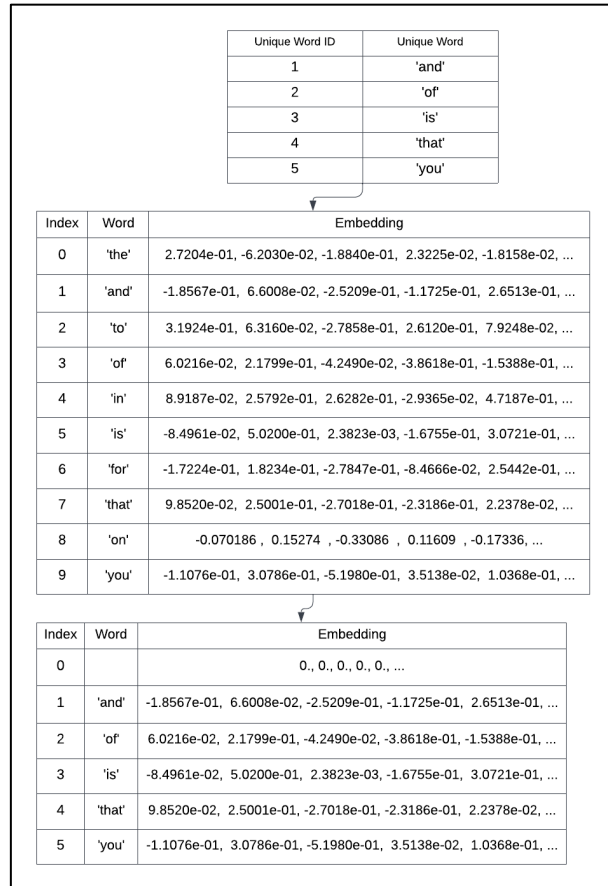 Unique Word ID Unique Word
1 'and'
2 'of'
3 'is'
4 'that'
5 'you'
Index Word Embedding
0 'the' 2.7204e-01, -6.2030e-02, -1.8840e-01, 2.3225e-02, -1.8158e-02, ...
1 'and' -1.8567e-01, 6.6008e-02, -2.5209e-01, -1.1725e-01, 2.6513e-01, ...
2 'to' 3.1924e-01, 6.3160e-02, -2.7858e-01, 2.6120e-01, 7.9248e-02, ...
3 'of' 6.0216e-02, 2.1799e-01, -4.2490e-02, -3.8618e-01, -1.5388e-01, ...
4 'in' 8.9187e-02, 2.5792e-01, 2.6282e-01, -2.9365e-02, 4.7187e-01, ...
5 'is' -8.4961e-02, 5.0200e-01, 2.3823e-03, -1.6755e-01, 3.0721e-01, ...
6 'for' -1.7224e-01, 1.8234e-01, -2.7847e-01, -8.4666e-02, 2.5442e-01, ...
7 'that' 9.8520e-02, 2.5001e-01, -2.7018e-01, -2.3186e-01, 2.2378e-02, ...
8 'on' -0.070186 , 0.15274 , -0.33086 , 0.11609 , -0.17336, ...
9 'you' -1.1076e-01, 3.0786e-01, -5.1980e-01, 3.5138e-02, 1.0368e-01, ...
Index Word Embedding
0 0., 0., 0., 0., 0., ...
1 'and' -1.8567e-01, 6.6008e-02, -2.5209e-01, -1.1725e-01, 2.6513e-01, ...
2 'of' 6.0216e-02, 2.1799e-01, -4.2490e-02, -3.8618e-01, -1.5388e-01, ...
3 'is' -8.4961e-02, 5.0200e-01, 2.3823e-03, -1.6755e-01, 3.0721e-01, ...
4 'that' 9.8520e-02, 2.5001e-01, -2.7018e-01, -2.3186e-01, 2.2378e-02, ...
5 'you' -1.1076e-01, 3.0786e-01, -5.1980e-01, 3.5138e-02, 1.0368e-01, ...